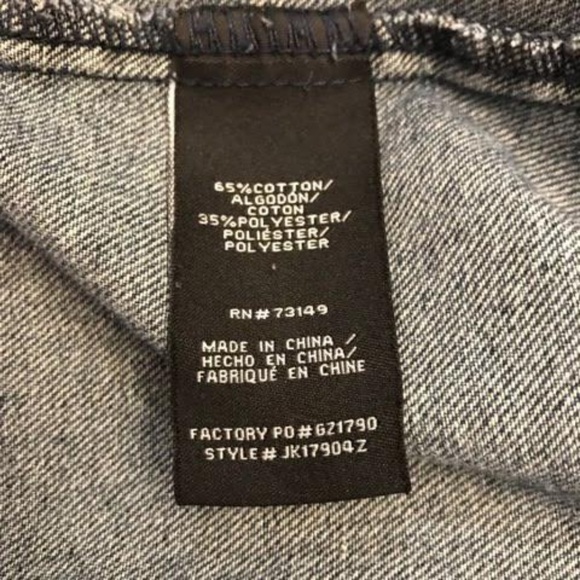 65%COTTON/
ALGODÓN/
COTON
35%POLYESTER/
POLIÉSTER/
POLYESTER
RN# 73149
MADE IN CHINA /
HECHO EN CHINA/
FABRIQUÉ EN CHINE
FACTORY PO# GZ1790
STYLE# JK17904Z